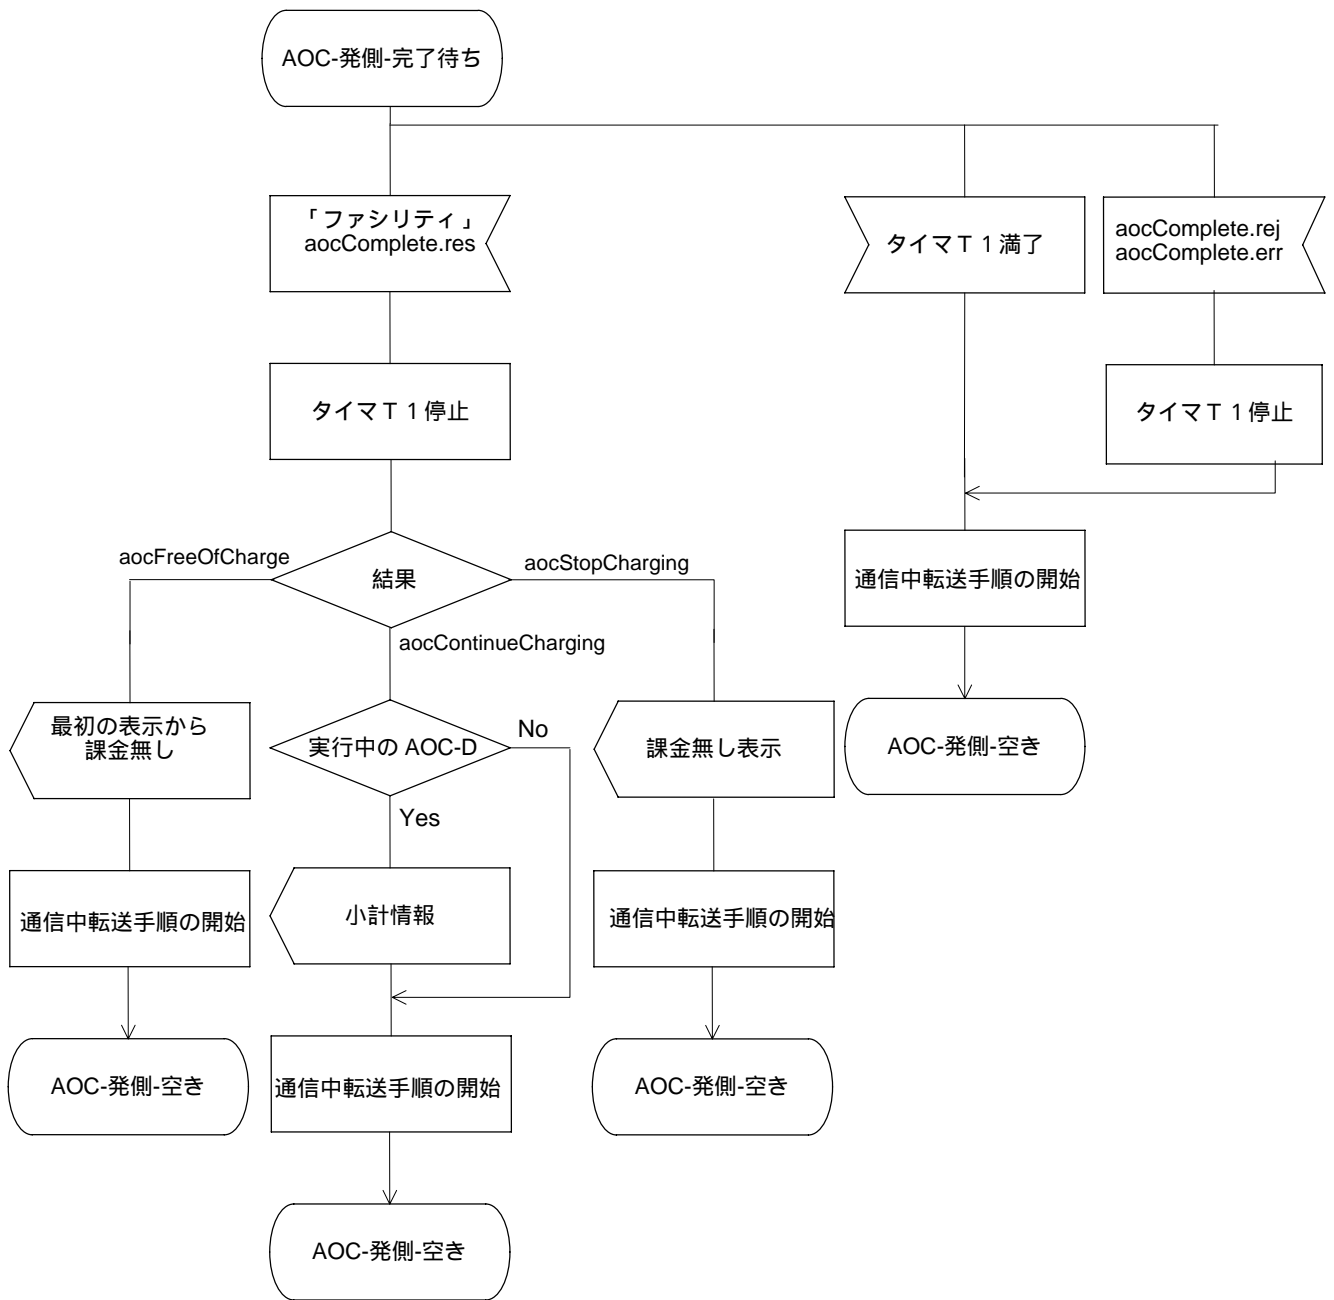 AOC-発側-完了待ち
「ファシリティ」
aocComplete.res
タイマT1満了
aocComplete.rej
aocComplete.err
タイマT1停止
タイマT1停止
aocFreeOfCharge
結果
aocStopCharging
aocContinueCharging
通信中転送手順の開始
最初の表示から
課金無し
実行中の AOC-D
No
Yes
課金無し表示
AOC-発側-空き
通信中転送手順の開始
小計情報
通信中転送手順の開始
AOC-発側-空き
通信中転送手順の開始
AOC-発側-空き
AOC-発側-空き